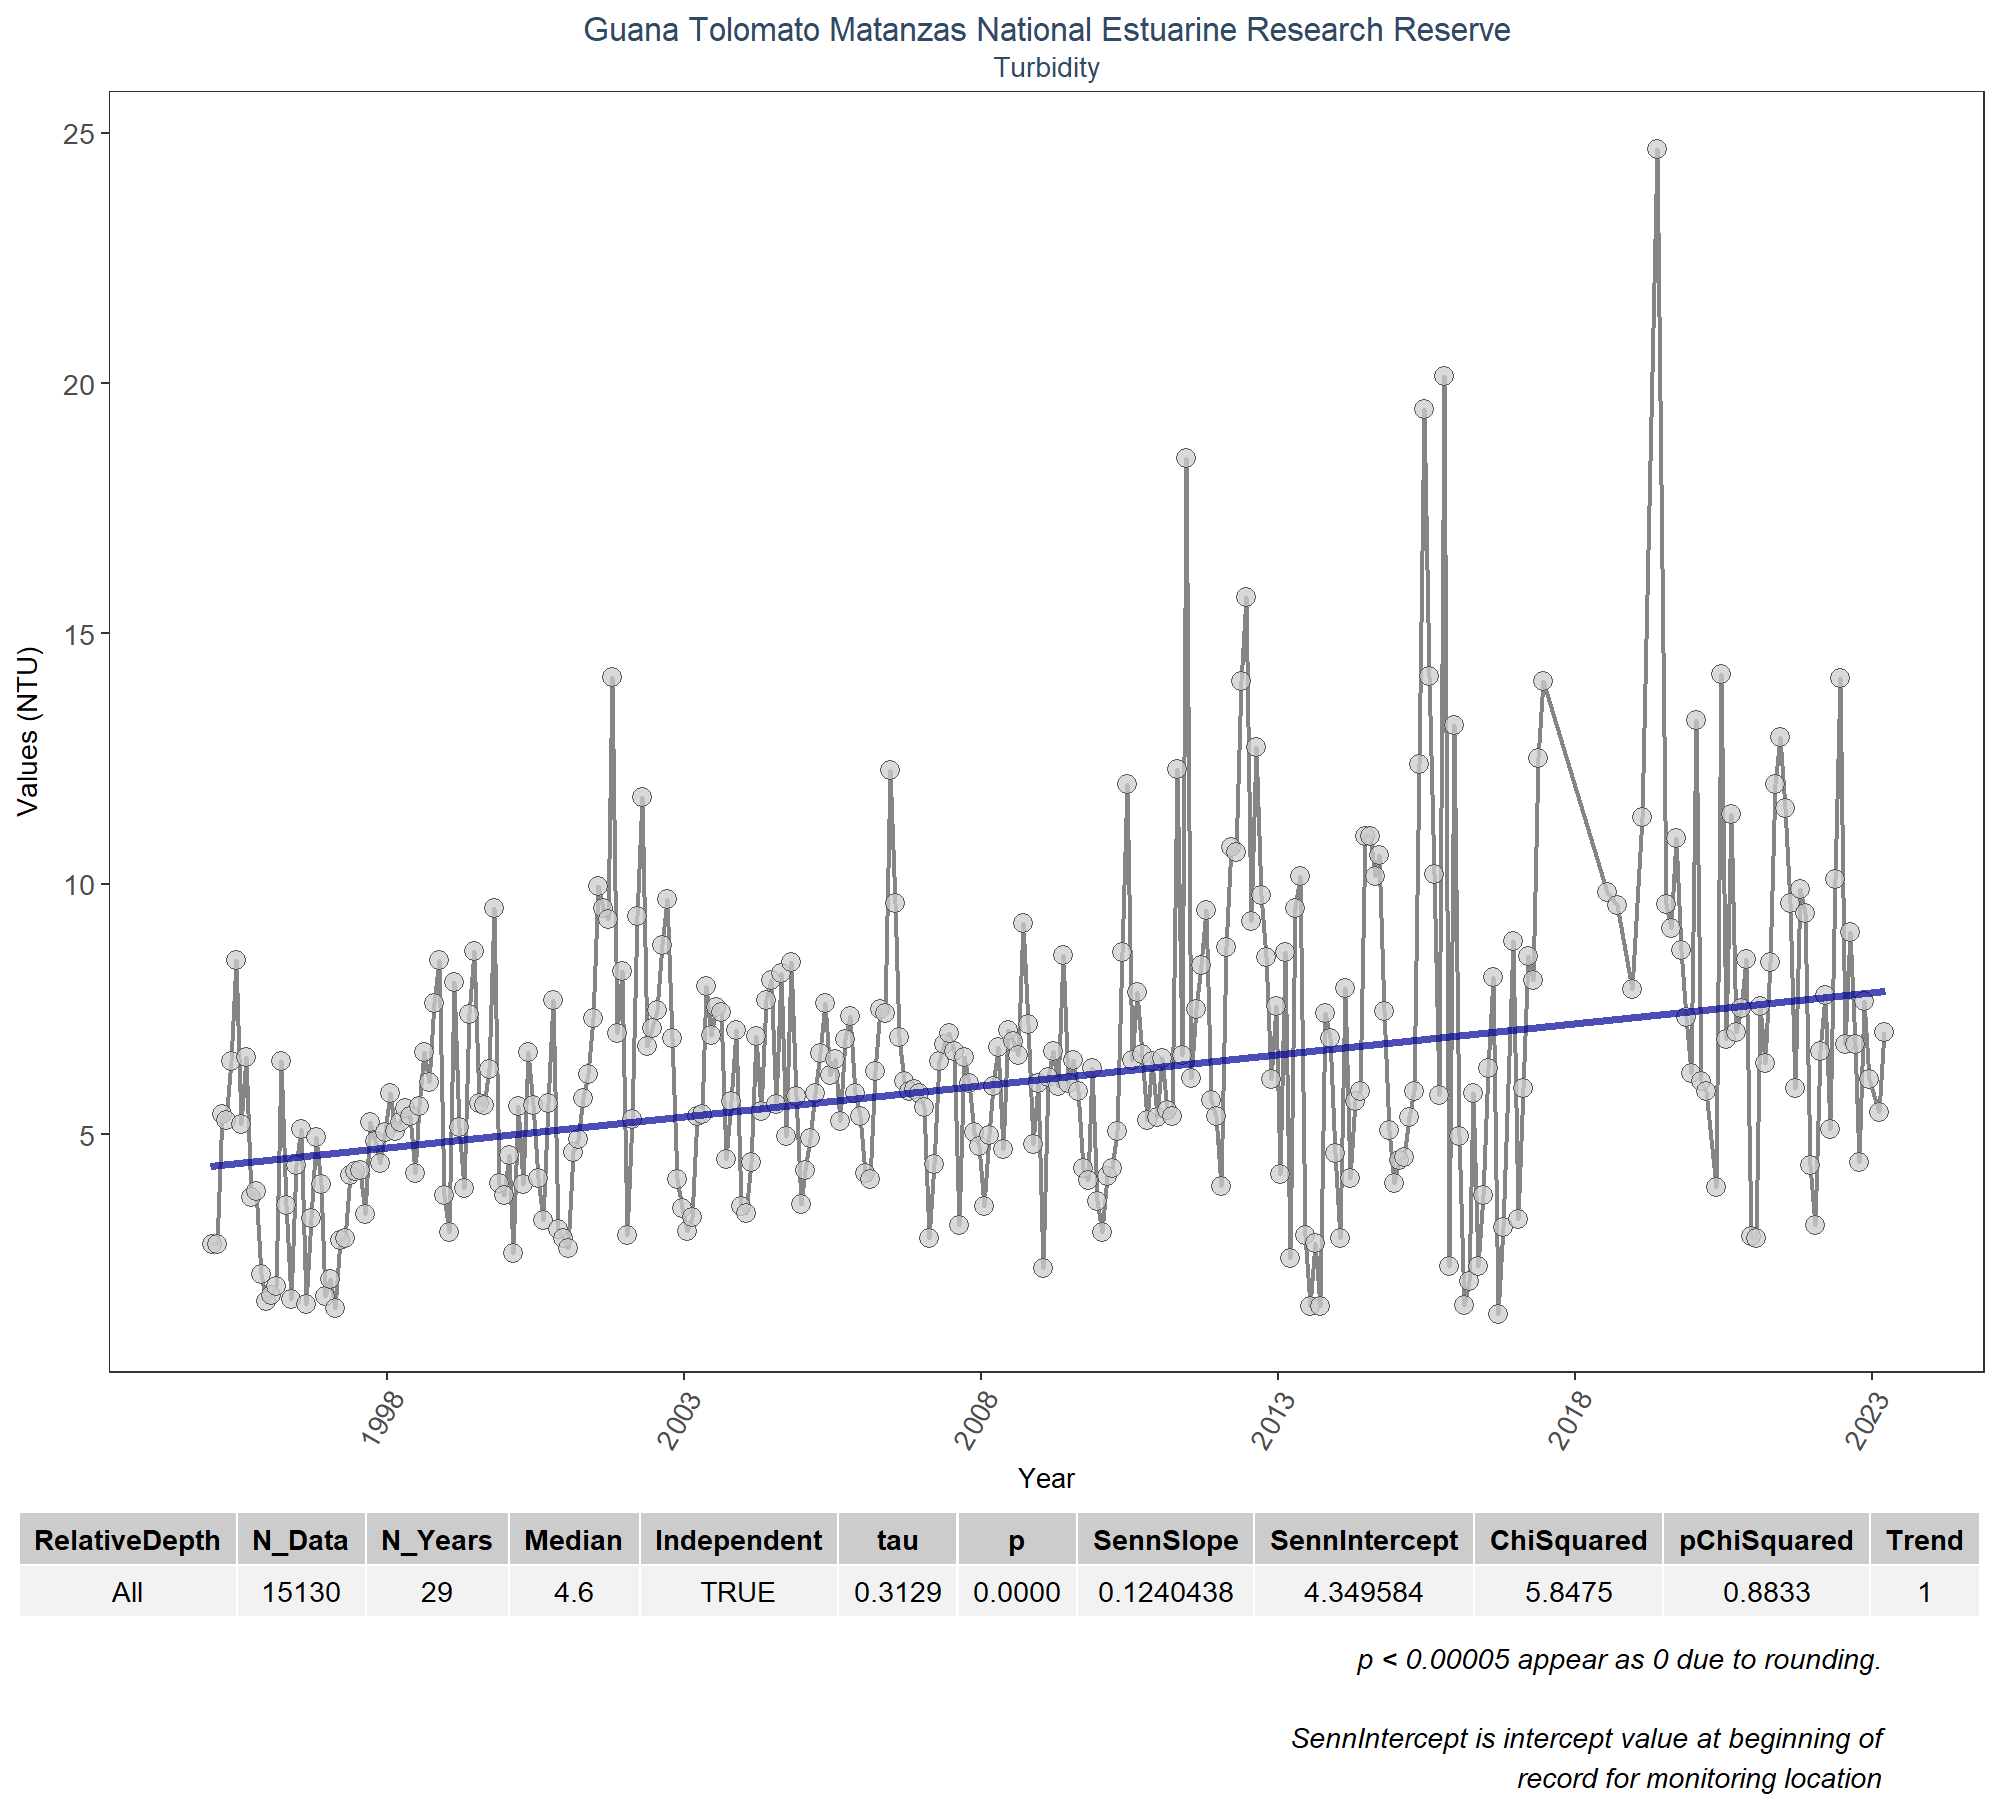 Guana Tolomato Matanzas National Estuarine Research Reserve
Turbidity
25
20
15
10
5
Values (NTU)
1998
2003
2008
2013
2018
2023
Year
RelativeDepth N_Data N_Years Median Independent tau p SennSlope SennIntercept ChiSquared pChiSquared Trend
All 15130 29 4.6 TRUE 0.3129 0.0000 0.1240438 4.349584 5.8475 0.8833 1
p < 0.00005 appear as 0 due to rounding.
SennIntercept is intercept value at beginning of
record for monitoring location